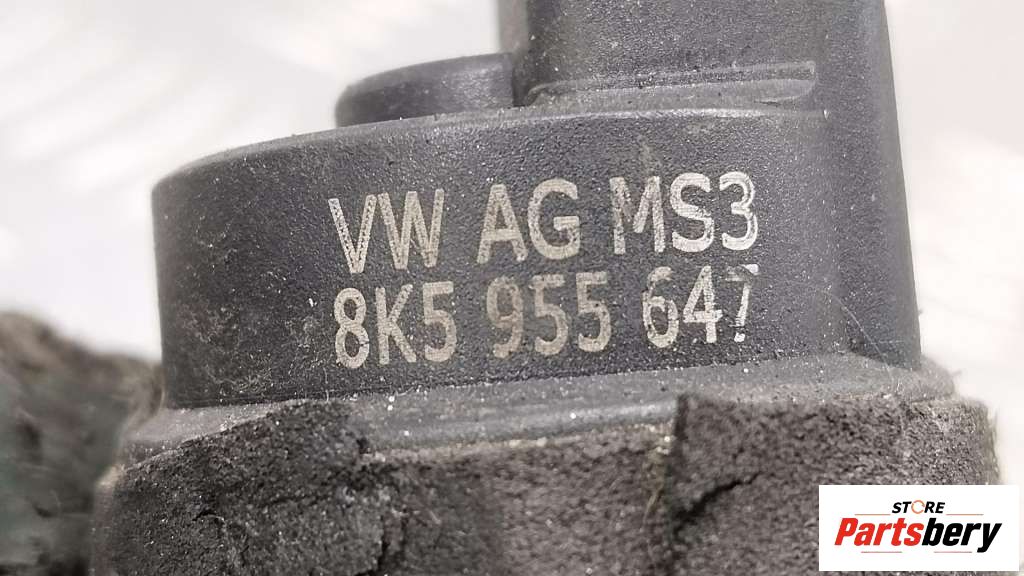 VW AG MS3
8K5 955 647
STORE
Partsbery